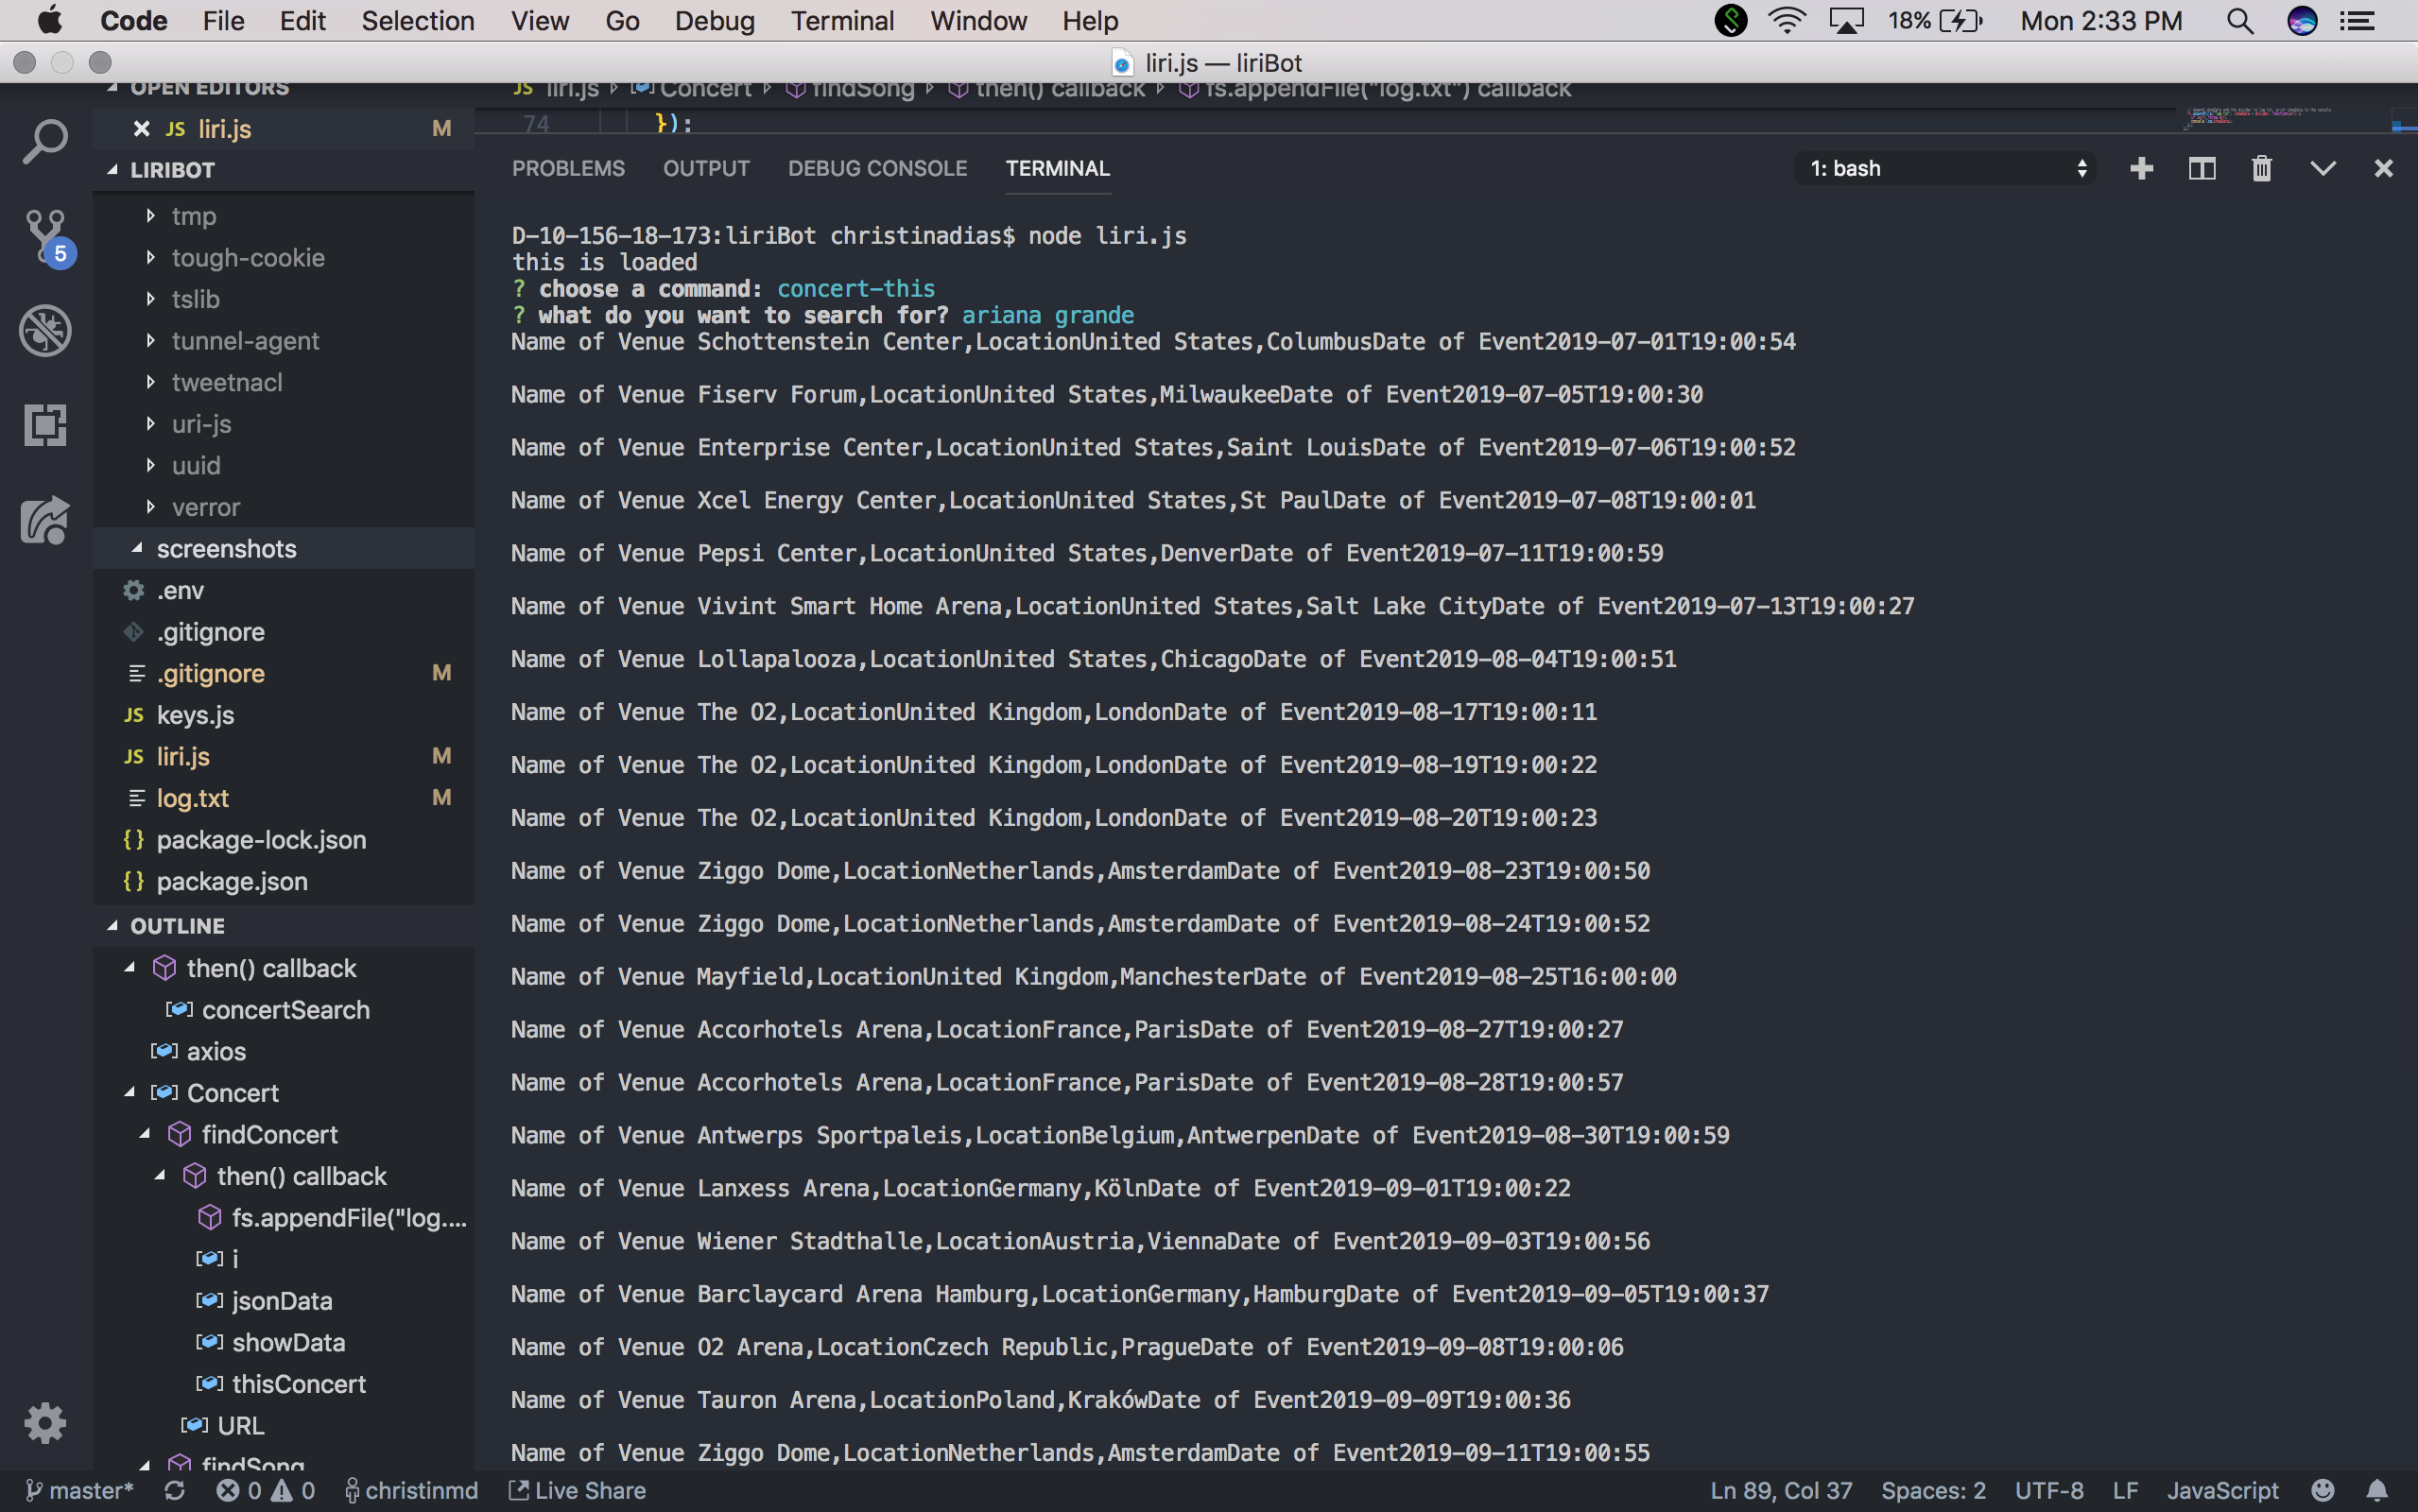 Code File Edit Selection View Go Debug Terminal Window Help 18% Mon 2:33 PM
liri.js — liriBot
OPEN EDITORS
JS liri.js M
LIRIBOT
tmp
tough-cookie
tslib
tunnel-agent
tweetnacl
uri-js
uuid
verror
screenshots
.env
.gitignore
.gitignore M
JS keys.js
JS liri.js M
log.txt M
{} package-lock.json
{} package.json
OUTLINE
then() callback
concertSearch
axios
Concert
findConcert
then() callback
fs.appendFile("log....
i
jsonData
showData
thisConcert
URL
findSong
5
JS liri.js Concert findSong then() callback fs.appendFile("log.txt") callback
74 });
PROBLEMS OUTPUT DEBUG CONSOLE TERMINAL 1: bash
D-10-156-18-173:liriBot christinadias$ node liri.js
this is loaded
? choose a command: concert-this
? what do you want to search for? ariana grande
Name of Venue Schottenstein Center,LocationUnited States,ColumbusDate of Event2019-07-01T19:00:54
Name of Venue Fiserv Forum,LocationUnited States,MilwaukeeDate of Event2019-07-05T19:00:30
Name of Venue Enterprise Center,LocationUnited States,Saint LouisDate of Event2019-07-06T19:00:52
Name of Venue Xcel Energy Center,LocationUnited States,St PaulDate of Event2019-07-08T19:00:01
Name of Venue Pepsi Center,LocationUnited States,DenverDate of Event2019-07-11T19:00:59
Name of Venue Vivint Smart Home Arena,LocationUnited States,Salt Lake CityDate of Event2019-07-13T19:00:27
Name of Venue Lollapalooza,LocationUnited States,ChicagoDate of Event2019-08-04T19:00:51
Name of Venue The O2,LocationUnited Kingdom,LondonDate of Event2019-08-17T19:00:11
Name of Venue The O2,LocationUnited Kingdom,LondonDate of Event2019-08-19T19:00:22
Name of Venue The O2,LocationUnited Kingdom,LondonDate of Event2019-08-20T19:00:23
Name of Venue Ziggo Dome,LocationNetherlands,AmsterdamDate of Event2019-08-23T19:00:50
Name of Venue Ziggo Dome,LocationNetherlands,AmsterdamDate of Event2019-08-24T19:00:52
Name of Venue Mayfield,LocationUnited Kingdom,ManchesterDate of Event2019-08-25T16:00:00
Name of Venue Accorhotels Arena,LocationFrance,ParisDate of Event2019-08-27T19:00:27
Name of Venue Accorhotels Arena,LocationFrance,ParisDate of Event2019-08-28T19:00:57
Name of Venue Antwerps Sportpaleis,LocationBelgium,AntwerpenDate of Event2019-08-30T19:00:59
Name of Venue Lanxess Arena,LocationGermany,KölnDate of Event2019-09-01T19:00:22
Name of Venue Wiener Stadthalle,LocationAustria,ViennaDate of Event2019-09-03T19:00:56
Name of Venue Barclaycard Arena Hamburg,LocationGermany,HamburgDate of Event2019-09-05T19:00:37
Name of Venue O2 Arena,LocationCzech Republic,PragueDate of Event2019-09-08T19:00:06
Name of Venue Tauron Arena,LocationPoland,KrakówDate of Event2019-09-09T19:00:36
Name of Venue Ziggo Dome,LocationNetherlands,AmsterdamDate of Event2019-09-11T19:00:55
master* 0 0 christinmd Live Share Ln 89, Col 37 Spaces: 2 UTF-8 LF JavaScript